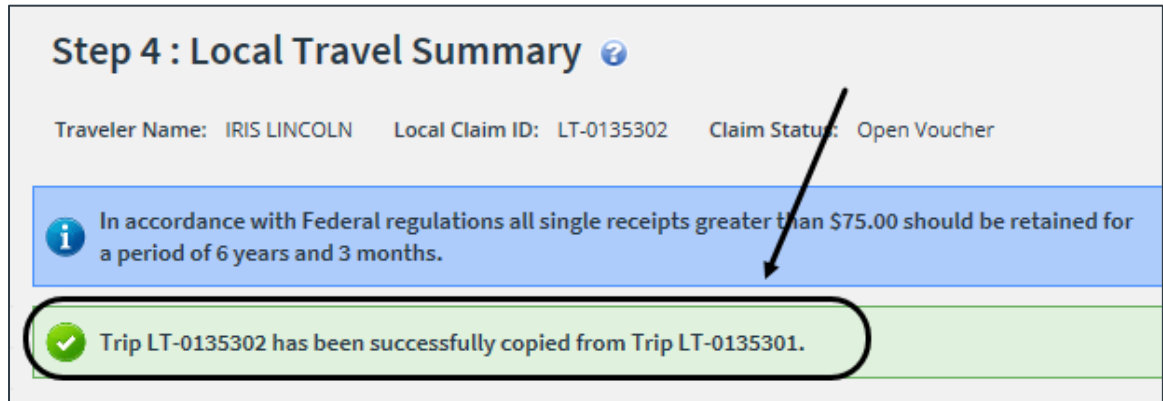 Step 4 : Local Travel Summary ?
Traveler Name: IRIS LINCOLN Local Claim ID: LT-0135302 Claim Status: Open Voucher
In accordance with Federal regulations all single receipts greater than $75.00 should be retained for
a period of 6 years and 3 months.
Trip LT-0135302 has been successfully copied from Trip LT-0135301.